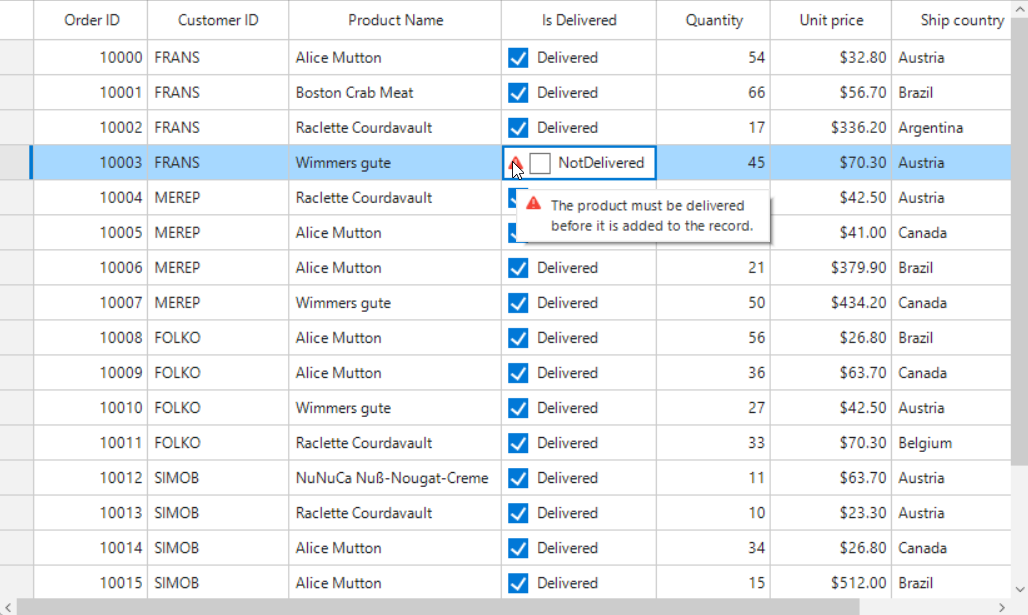 Order ID Customer ID Product Name Is Delivered Quantity Unit price Ship country
10000 FRANS Alice Mutton Delivered 54 $32.80 Austria
10001 FRANS Boston Crab Meat Delivered 66 $56.70 Brazil
10002 FRANS Raclette Courdavault Delivered 17 $336.20 Argentina
10003 FRANS Wimmers gute NotDelivered 45 $70.30 Austria
10004 MEREP Raclette Courdavault $42.50 Austria
The product must be delivered
before it is added to the record.
10005 MEREP Alice Mutton $41.00 Canada
10006 MEREP Alice Mutton Delivered 21 $379.90 Brazil
10007 MEREP Wimmers gute Delivered 50 $434.20 Canada
10008 FOLKO Alice Mutton Delivered 56 $26.80 Brazil
10009 FOLKO Alice Mutton Delivered 36 $63.70 Canada
10010 FOLKO Wimmers gute Delivered 27 $42.50 Austria
10011 FOLKO Raclette Courdavault Delivered 33 $70.30 Belgium
10012 SIMOB NuNuCa Nuß-Nougat-Creme Delivered 11 $63.70 Austria
10013 SIMOB Raclette Courdavault Delivered 10 $23.30 Austria
10014 SIMOB Alice Mutton Delivered 34 $26.80 Canada
10015 SIMOB Alice Mutton Delivered 15 $512.00 Brazil